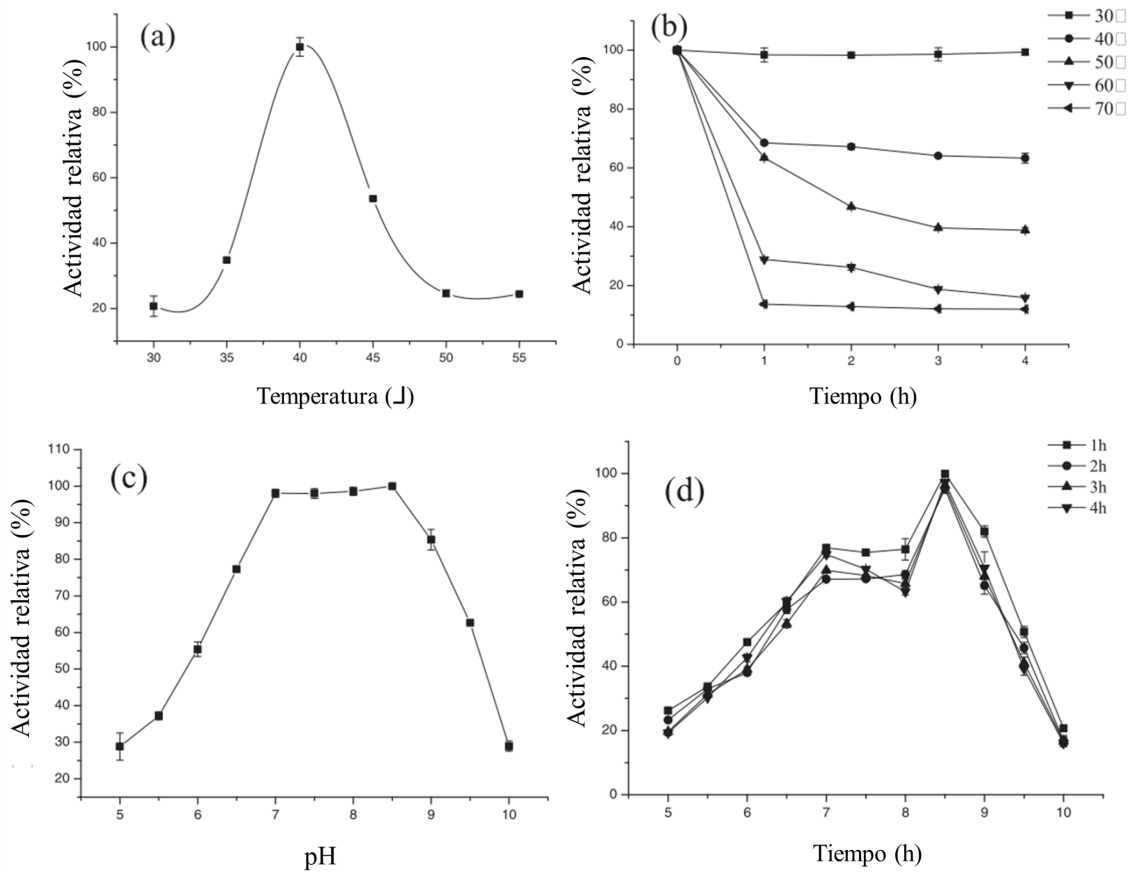 (a)
Actividad relativa (%)
100
80
60
40
20
30 35 40 45 50 55
Temperatura (┘)
(b)
30□
40□
50□
60□
70□
Actividad relativa (%)
100
80
60
40
20
0
0 1 2 3 4
Tiempo (h)
(c)
Actividad relativa (%)
110
100
90
80
70
60
50
40
30
20
5 6 7 8 9 10
pH
(d)
1h
2h
3h
4h
Actividad relativa (%)
100
80
60
40
20
0
5 6 7 8 9 10
Tiempo (h)